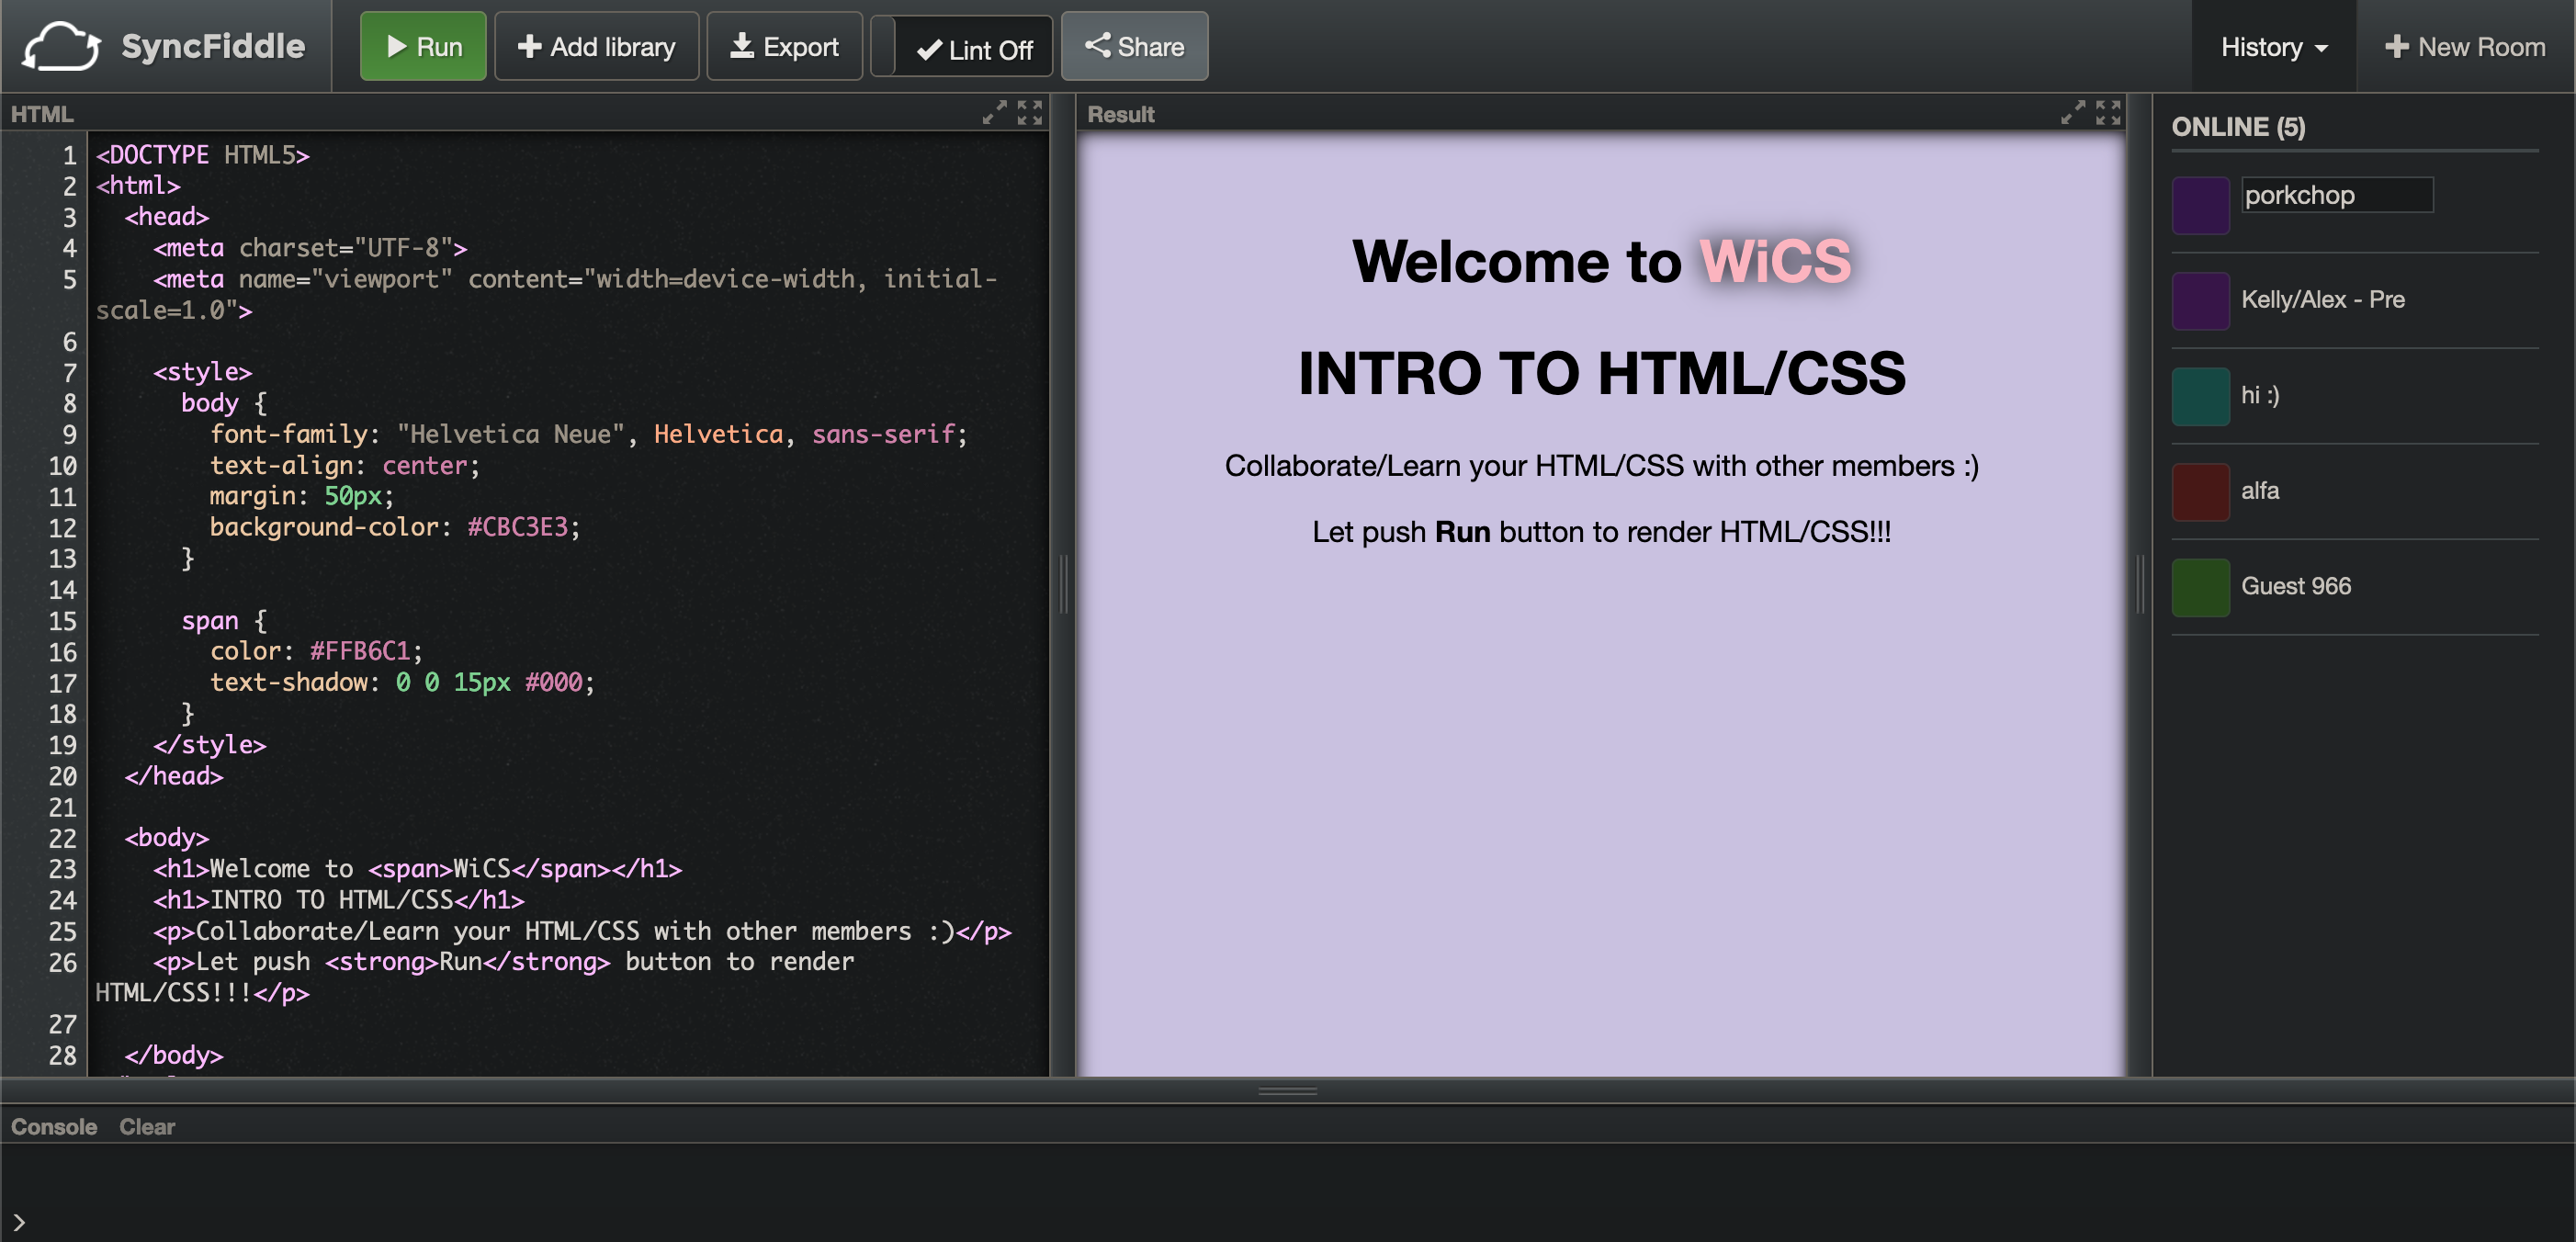 SyncFiddle
Run
Add library
Export
Lint Off
Share
History
New Room
HTML
1 <DOCTYPE HTML5>
2 <html>
3 <head>
4 <meta charset="UTF-8">
5 <meta name="viewport" content="width=device-width, initial-
scale=1.0">
6
7 <style>
8 body {
9 font-family: "Helvetica Neue", Helvetica, sans-serif;
10 text-align: center;
11 margin: 50px;
12 background-color: #CBC3E3;
13 }
14
15 span {
16 color: #FFB6C1;
17 text-shadow: 0 0 15px #000;
18 }
19 </style>
20 </head>
21
22 <body>
23 <h1>Welcome to <span>WiCS</span></h1>
24 <h1>INTRO TO HTML/CSS</h1>
25 <p>Collaborate/Learn your HTML/CSS with other members :)</p>
26 <p>Let push <strong>Run</strong> button to render
HTML/CSS!!!</p>
27
28 </body>
Result
Welcome to WiCS
INTRO TO HTML/CSS
Collaborate/Learn your HTML/CSS with other members :)
Let push Run button to render HTML/CSS!!!
ONLINE (5)
porkchop
Kelly/Alex - Pre
hi :)
alfa
Guest 966
Console Clear
>